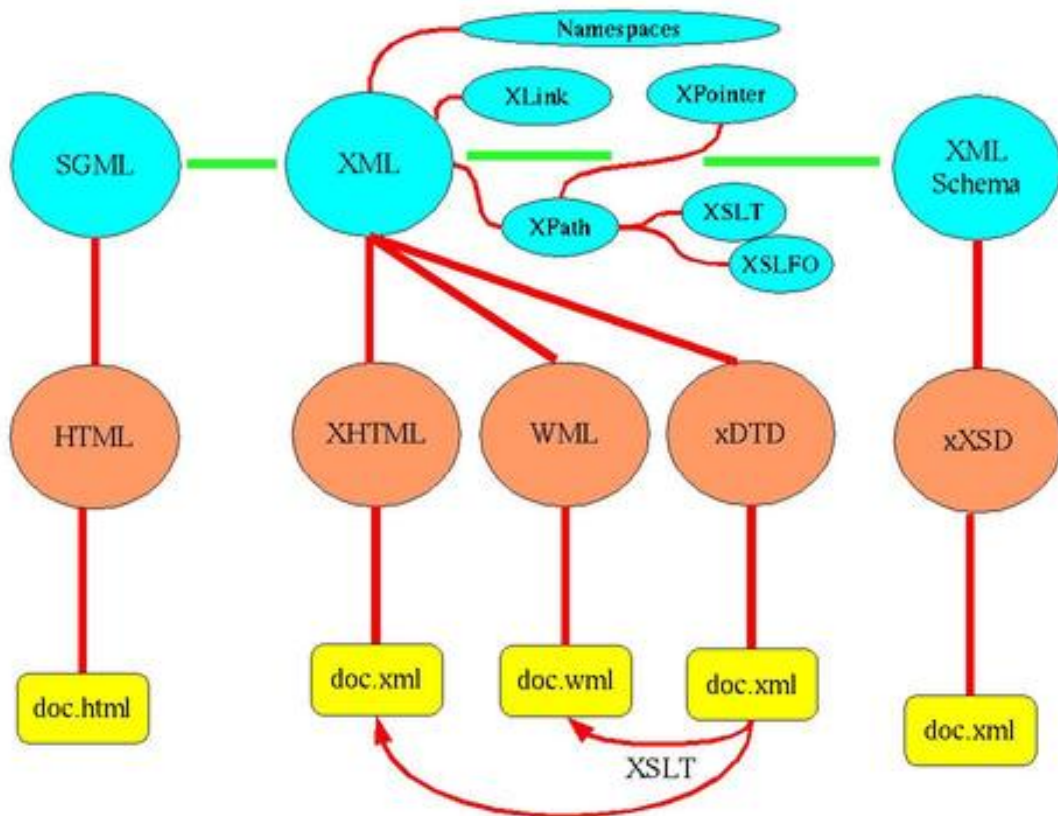 Namespaces
XLink
XPointer
SGML
XML
XML
Schema
XPath
XSLT
XSLFO
HTML
XHTML
WML
xDTD
xXSD
doc.html
doc.xml
doc.wml
doc.xml
doc.xml
XSLT